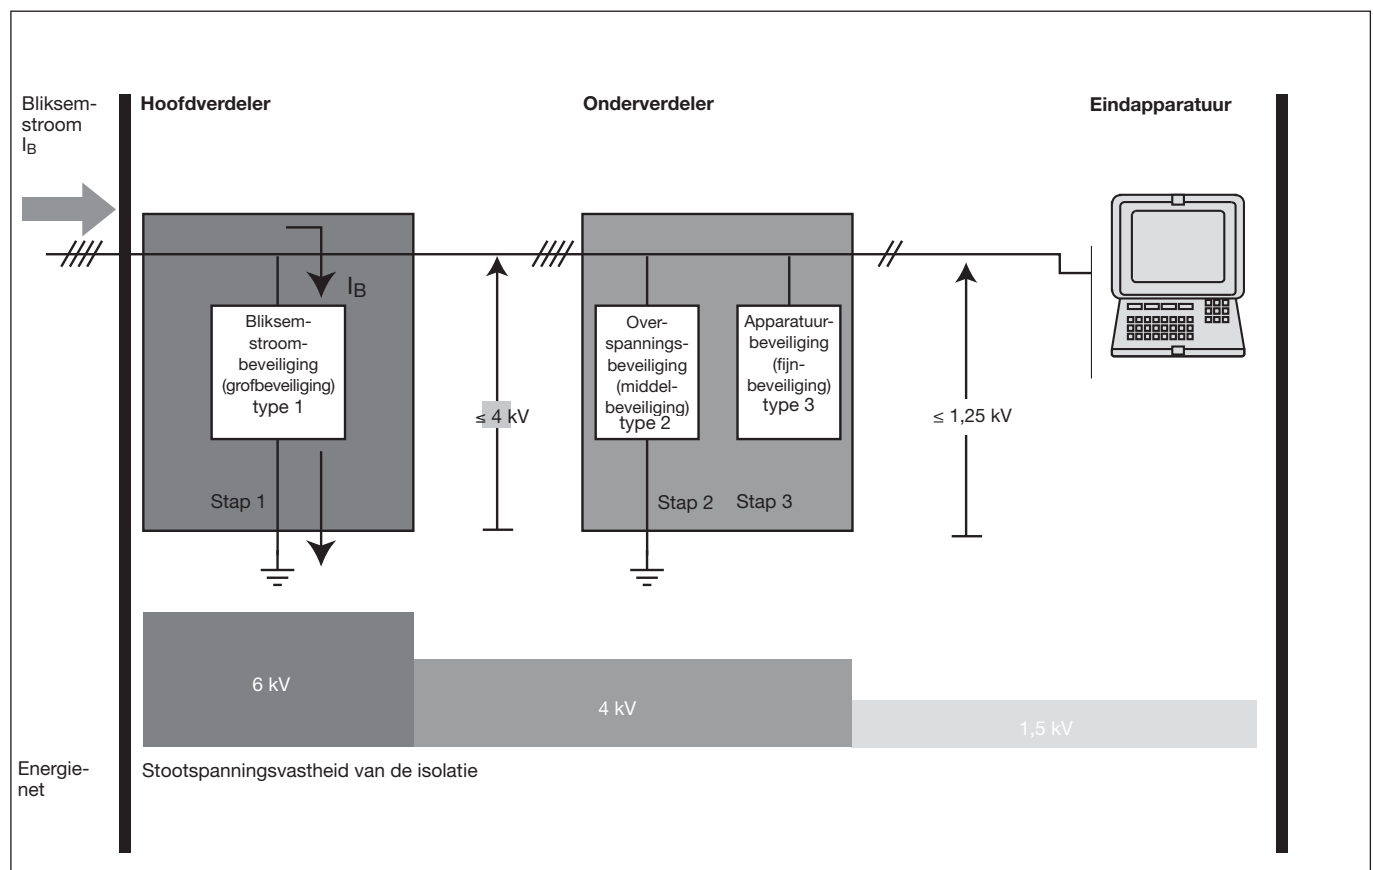 Bliksem-
stroom
IB
Hoofdverdeler
Onderverdeler
Eindapparatuur
IB
Bliksem-
stroom-
beveiliging
(grofbeveiliging)
type 1
Stap 1
≤ 4 kV
Over-
spannings-
beveiliging
(middel-
beveiliging)
type 2
Apparatuur-
beveiliging
(fijn-
beveiliging)
type 3
Stap 2
Stap 3
≤ 1,25 kV
6 kV
4 kV
1,5 kV
Energie-
net
Stootspanningsvastheid van de isolatie